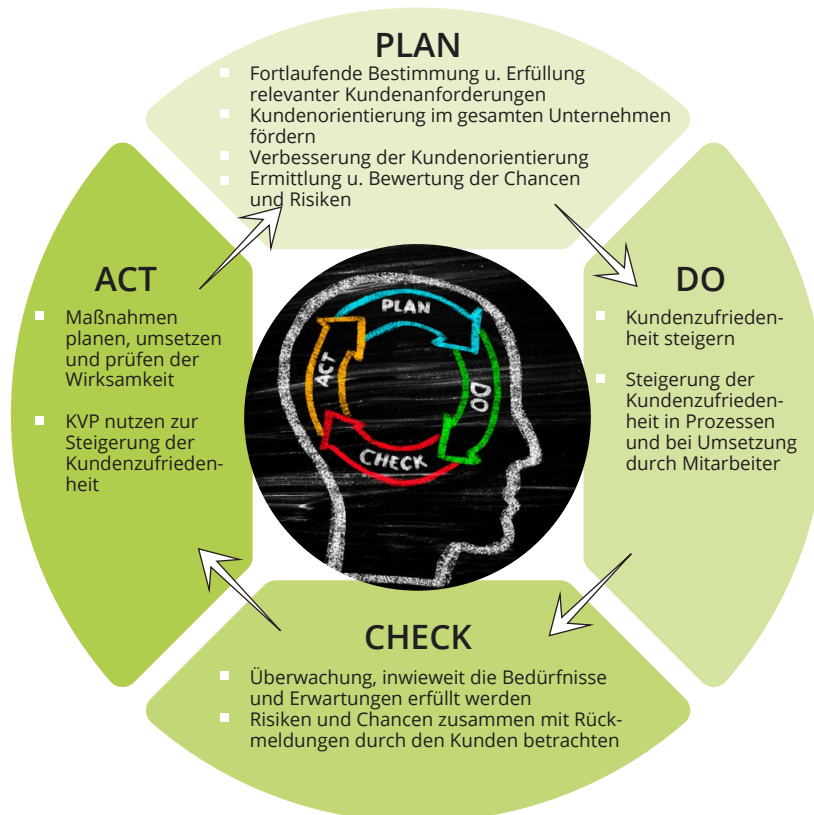 PLAN
Fortlaufende Bestimmung u. Erfüllung
relevanter Kundenanforderungen
Kundenorientierung im gesamten Unternehmen
fördern
Verbesserung der Kundenorientierung
Ermittlung u. Bewertung der Chancen
und Risiken
DO
Kundenzufrieden-
heit steigern
Steigerung der
Kundenzufrieden-
heit in Prozessen
und bei Umsetzung
durch Mitarbeiter
CHECK
Überwachung, inwieweit die Bedürfnisse
und Erwartungen erfüllt werden
Risiken und Chancen zusammen mit Rück-
meldungen durch den Kunden betrachten
ACT
Maßnahmen
planen, umsetzen
und prüfen der
Wirksamkeit
KVP nutzen zur
Steigerung der
Kundenzufrieden-
heit
PLAN
DO
CHECK
ACT